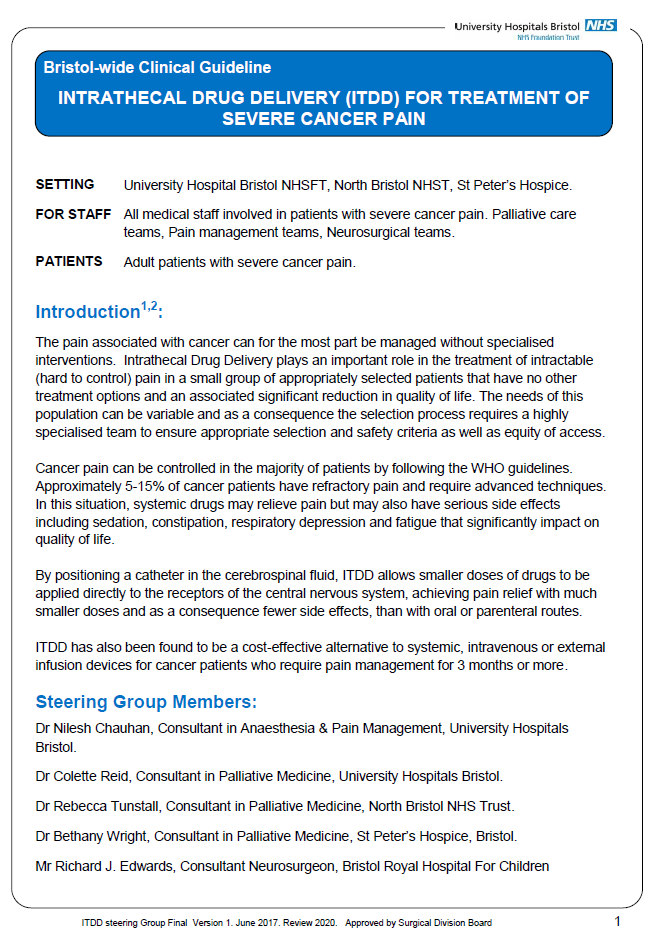 University Hospitals Bristol NHS
NHS Foundation Trust
Bristol-wide Clinical Guideline
INTRATHECAL DRUG DELIVERY (ITDD) FOR TREATMENT OF
SEVERE CANCER PAIN
SETTING University Hospital Bristol NHSFT, North Bristol NHST, St Peter's Hospice.
FOR STAFF All medical staff involved in patients with severe cancer pain. Palliative care
teams, Pain management teams, Neurosurgical teams.
PATIENTS Adult patients with severe cancer pain.
Introduction1,2:
The pain associated with cancer can for the most part be managed without specialised
interventions. Intrathecal Drug Delivery plays an important role in the treatment of intractable
(hard to control) pain in a small group of appropriately selected patients that have no other
treatment options and an associated significant reduction in quality of life. The needs of this
population can be variable and as a consequence the selection process requires a highly
specialised team to ensure appropriate selection and safety criteria as well as equity of access.
Cancer pain can be controlled in the majority of patients by following the WHO guidelines.
Approximately 5-15% of cancer patients have refractory pain and require advanced techniques.
In this situation, systemic drugs may relieve pain but may also have serious side effects
including sedation, constipation, respiratory depression and fatigue that significantly impact on
quality of life.
By positioning a catheter in the cerebrospinal fluid, ITDD allows smaller doses of drugs to be
applied directly to the receptors of the central nervous system, achieving pain relief with much
smaller doses and as a consequence fewer side effects, than with oral or parenteral routes.
ITDD has also been found to be a cost-effective alternative to systemic, intravenous or external
infusion devices for cancer patients who require pain management for 3 months or more.
Steering Group Members:
Dr Nilesh Chauhan, Consultant in Anaesthesia & Pain Management, University Hospitals
Bristol.
Dr Colette Reid, Consultant in Palliative Medicine, University Hospitals Bristol.
Dr Rebecca Tunstall, Consultant in Palliative Medicine, North Bristol NHS Trust.
Dr Bethany Wright, Consultant in Palliative Medicine, St Peter's Hospice, Bristol.
Mr Richard J. Edwards, Consultant Neurosurgeon, Bristol Royal Hospital For Children
ITDD steering Group Final Version 1. June 2017. Review 2020. Approved by Surgical Division Board 1